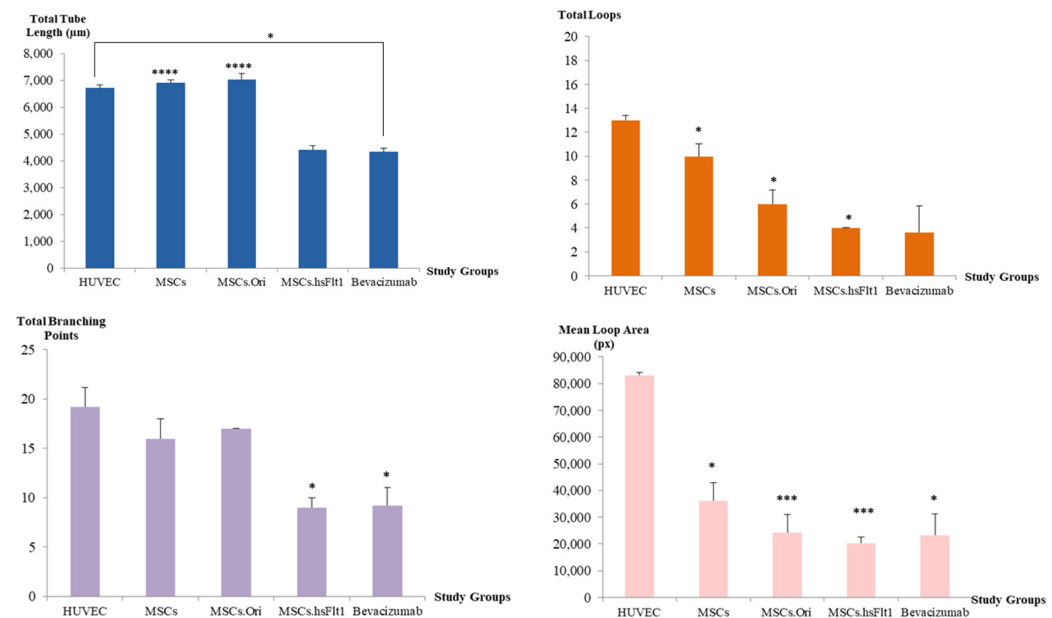 Total Tube
Length (µm)
*
8,000
7,000
6,000
5,000
4,000
3,000
2,000
1,000
0
**** ****
HUVEC MSCs MSCs.Ori MSCs.hsFlt1 Bevacizumab
Study Groups
Total Loops
20
18
16
14
12
10
8
6
4
2
0
* * *
HUVEC MSCs MSCs.Ori MSCs.hsFlt1 Bevacizumab
Study Groups
Total Branching
Points
25
20
15
10
5
0
* *
HUVEC MSCs MSCs.Ori MSCs.hsFlt1 Bevacizumab
Study Groups
Mean Loop Area
(px)
90,000
80,000
70,000
60,000
50,000
40,000
30,000
20,000
10,000
0
* *** *** *
HUVEC MSCs MSCs.Ori MSCs.hsFlt1 Bevacizumab
Study Groups